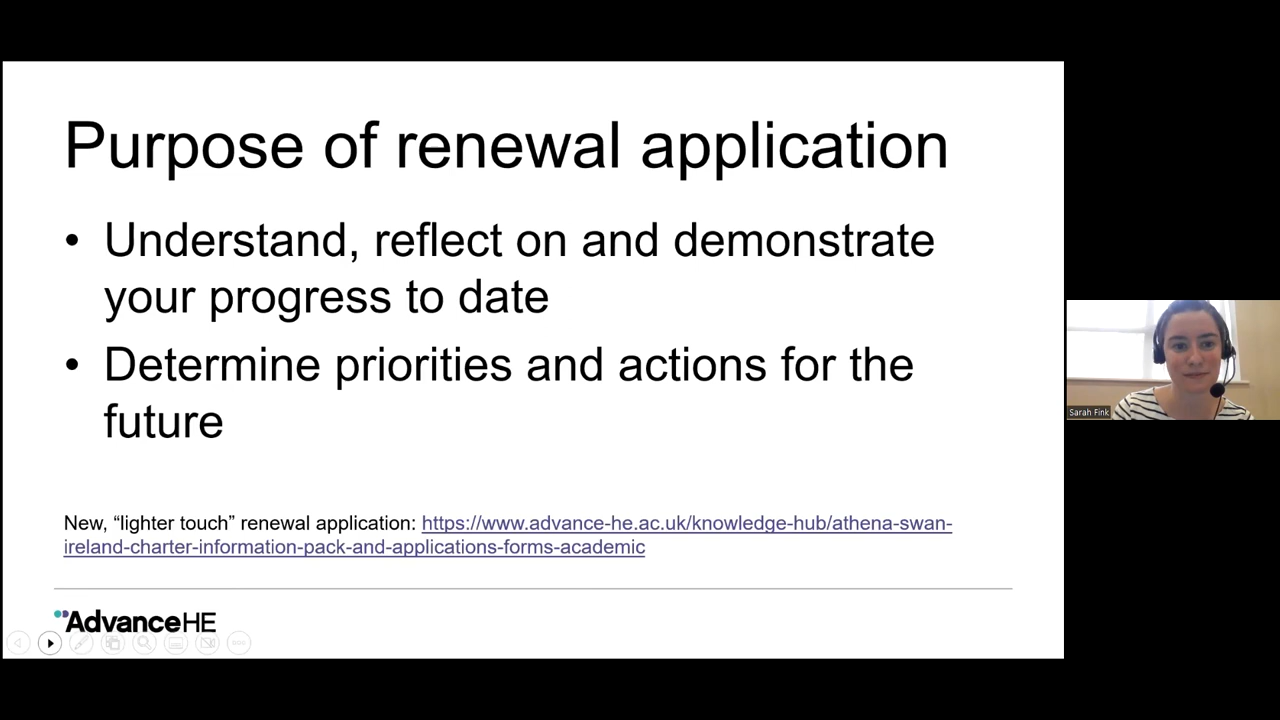 Purpose of renewal application
• Understand, reflect on and demonstrate
your progress to date
• Determine priorities and actions for the
future
New, “lighter touch” renewal application: https://www.advance-he.ac.uk/knowledge-hub/athena-swan-
ireland-charter-information-pack-and-applications-forms-academic
AdvanceHE
Sarah Fink